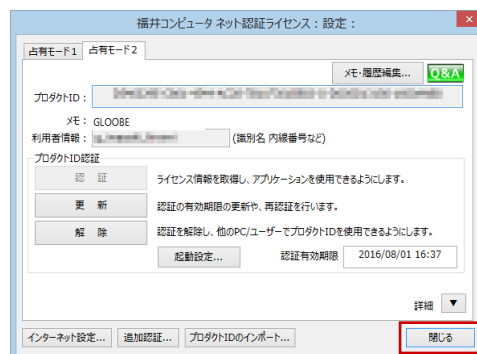 福井コンピュータ ネット認証ライセンス：設定：
占有モード1 占有モード2
メモ・履歴編集... Q&A
プロダクトID：
メモ： GLOOBE
利用者情報： (識別名 内線番号など)
プロダクトID認証
認 証 ライセンス情報を取得し、アプリケーションを使用できるようにします。
更 新 認証の有効期限の更新や、再認証を行います。
解 除 認証を解除し、他のPC/ユーザーでプロダクトIDを使用できるようにします。
起動設定... 認証有効期限 2016/08/01 16:37
詳細 ▼
インターネット設定... 追加認証... プロダクトIDのインポート... 閉じる